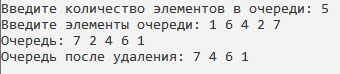 Введите количество элементов в очереди: 5
Введите элементы очереди: 1 6 4 2 7
Очередь: 7 2 4 6 1
Очередь после удаления: 7 4 6 1